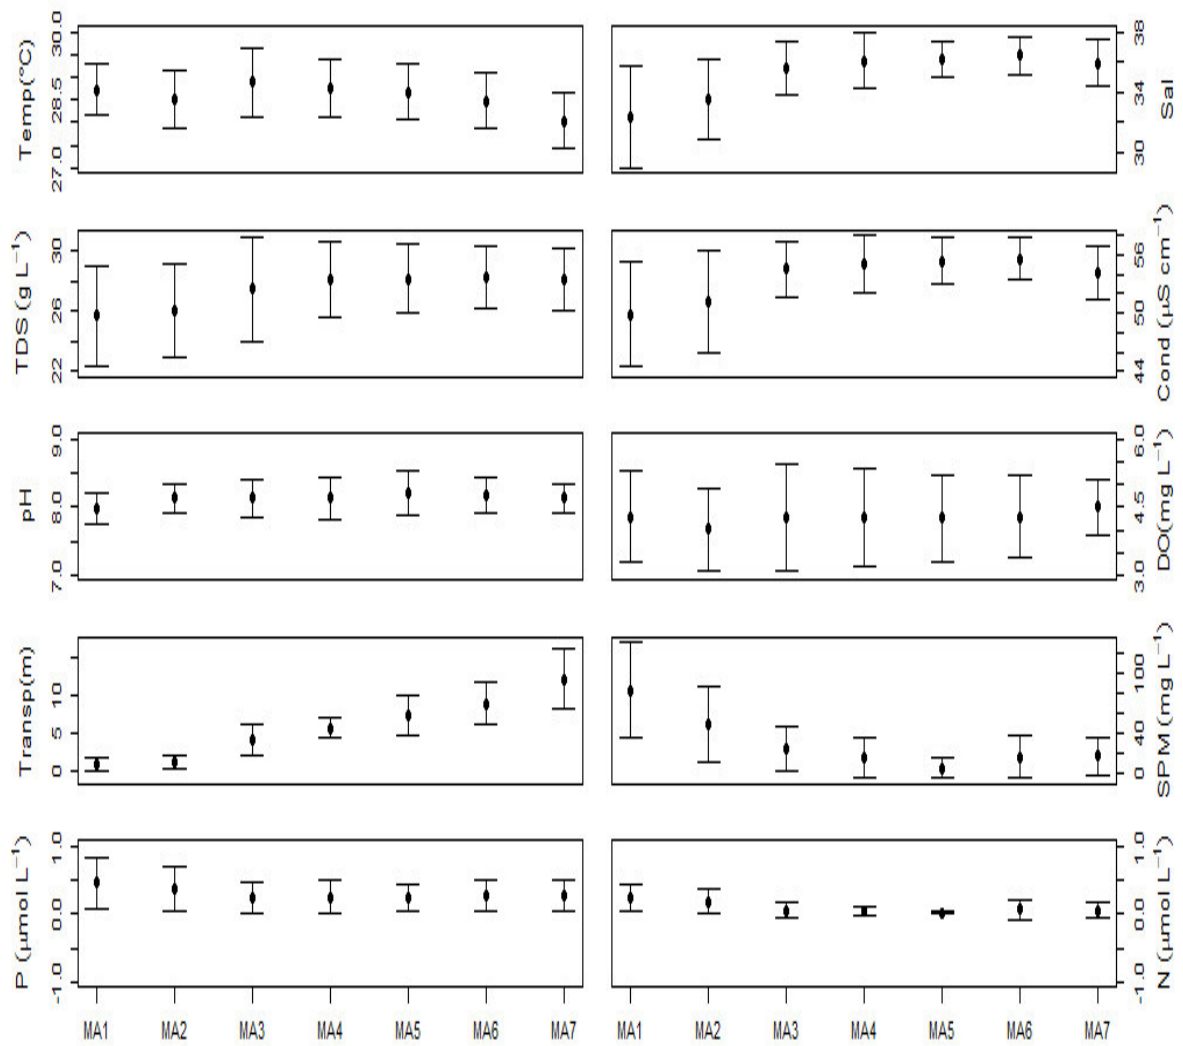 Temp(°C)
30.0
28.5
27.0
38
34
30
Sal
TDS (g L⁻¹)
30
26
22
56
50
44
Cond (µS cm⁻¹)
pH
9.0
8.0
7.0
6.0
4.5
3.0
DO(mg L⁻¹)
Transp(m)
10
5
0
100
40
0
SPM (mg L⁻¹)
P (µmol L⁻¹)
1.0
0.0
-1.0
1.0
0.0
-1.0
N (µmol L⁻¹)
MA1 MA2 MA3 MA4 MA5 MA6 MA7 MA1 MA2 MA3 MA4 MA5 MA6 MA7